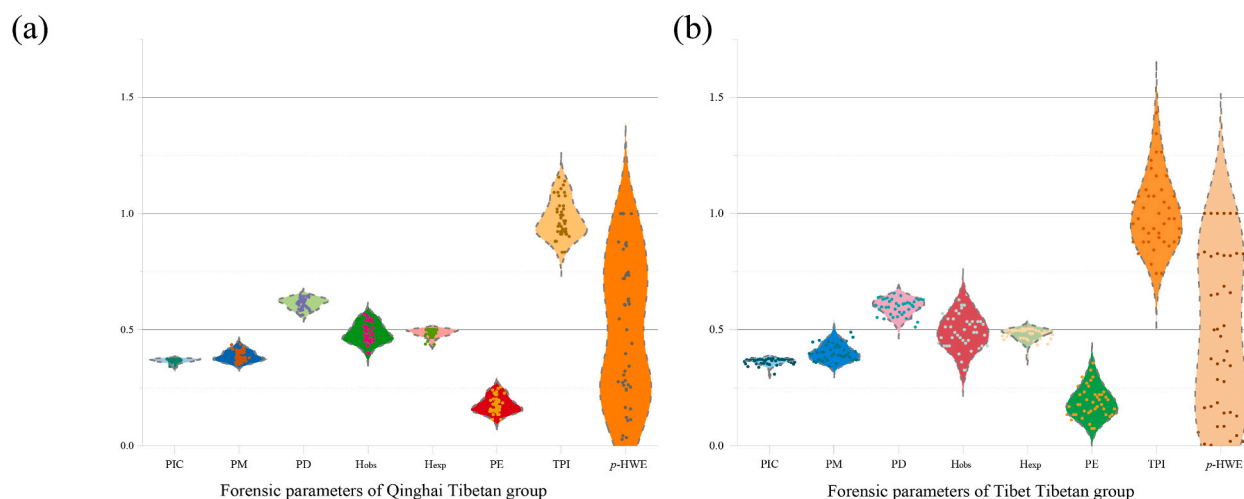 (a)
1.5
1.0
0.5
0.0
PIC PM PD Hobs Hexp PE TPI p-HWE
Forensic parameters of Qinghai Tibetan group
(b)
1.5
1.0
0.5
0.0
PIC PM PD Hobs Hexp PE TPI p-HWE
Forensic parameters of Tibet Tibetan group